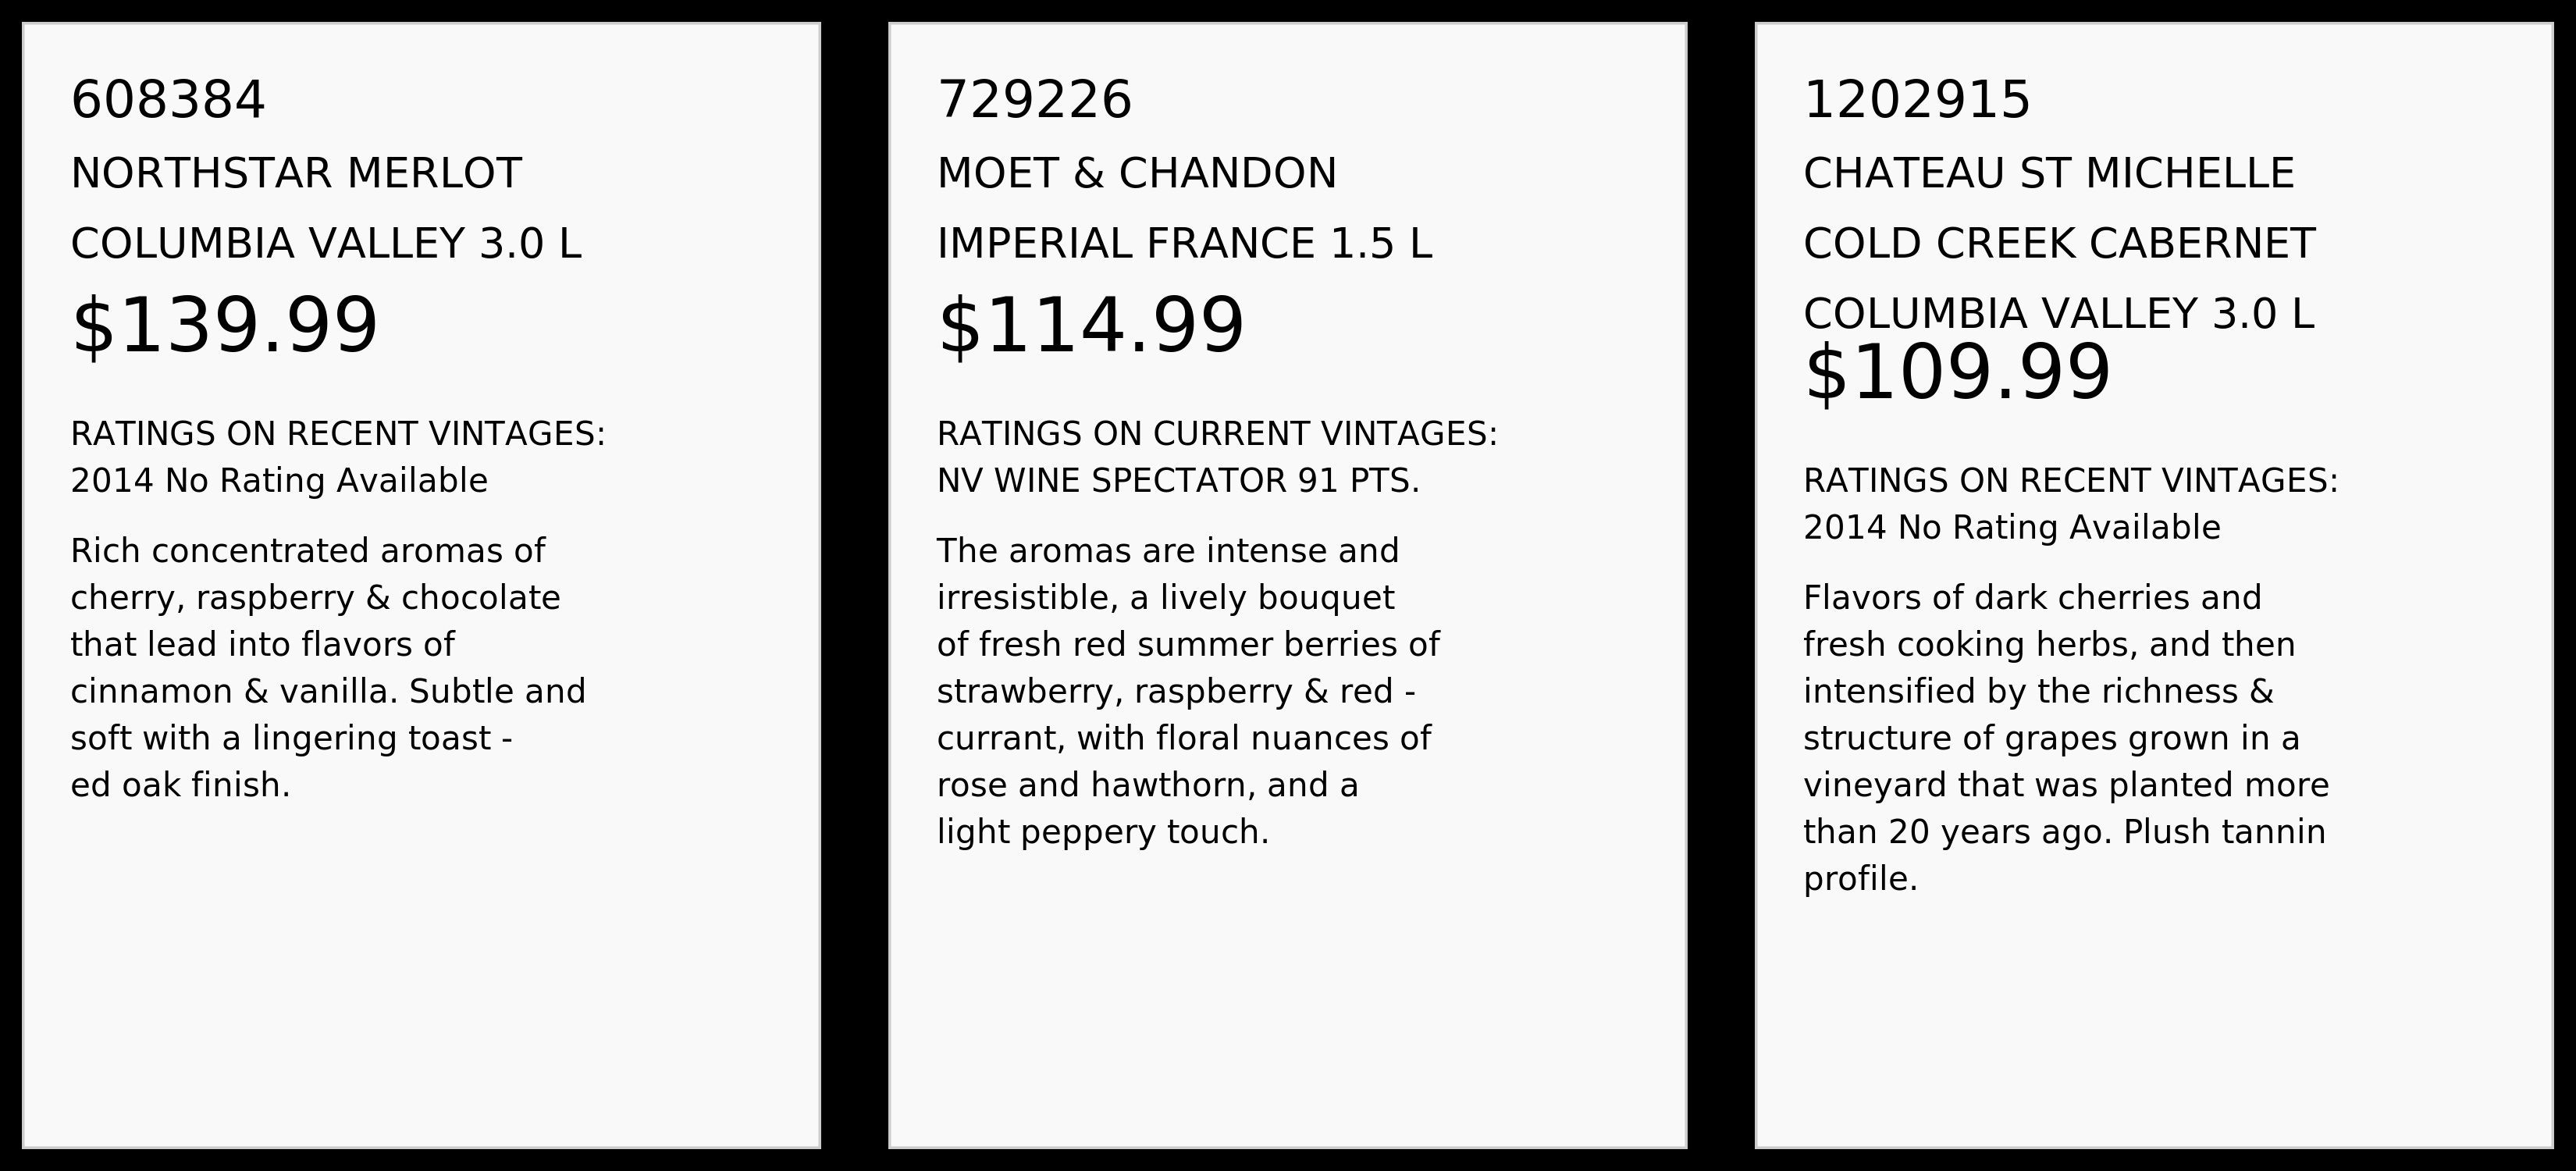 608384
NORTHSTAR MERLOT
COLUMBIA VALLEY 3.0 L
$139.99
RATINGS ON RECENT VINTAGES:
2014 No Rating Available
Rich concentrated aromas of
cherry, raspberry & chocolate
that lead into flavors of
cinnamon & vanilla. Subtle and
soft with a lingering toast -
ed oak finish.
729226
MOET & CHANDON
IMPERIAL FRANCE 1.5 L
$114.99
RATINGS ON CURRENT VINTAGES:
NV WINE SPECTATOR 91 PTS.
The aromas are intense and
irresistible, a lively bouquet
of fresh red summer berries of
strawberry, raspberry & red -
currant, with floral nuances of
rose and hawthorn, and a
light peppery touch.
1202915
CHATEAU ST MICHELLE
COLD CREEK CABERNET
COLUMBIA VALLEY 3.0 L
$109.99
RATINGS ON RECENT VINTAGES:
2014 No Rating Available
Flavors of dark cherries and
fresh cooking herbs, and then
intensified by the richness &
structure of grapes grown in a
vineyard that was planted more
than 20 years ago. Plush tannin
profile.